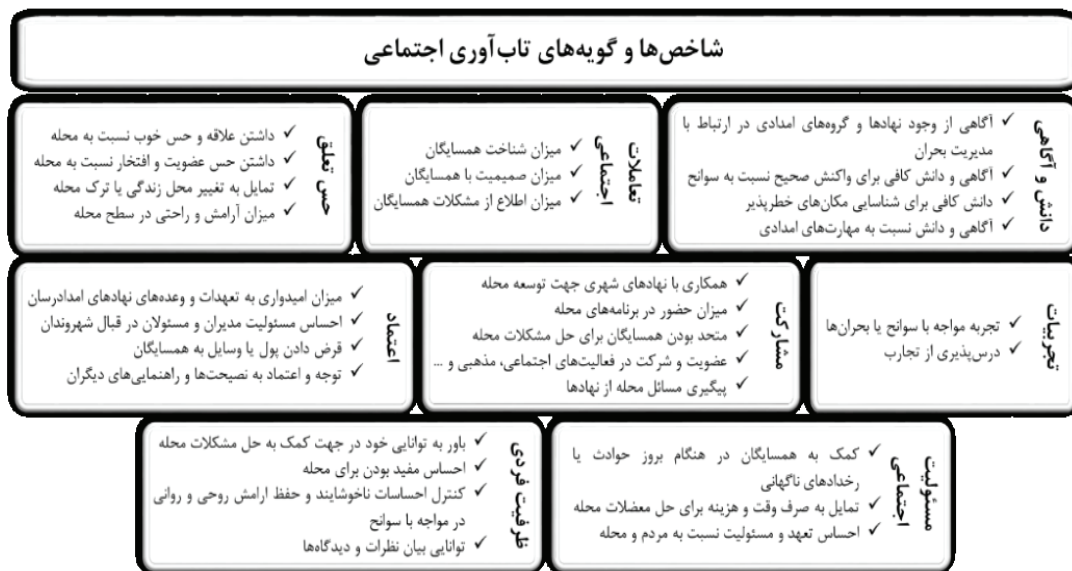 شاخص‌ها و گویه‌های تاب‌آوری اجتماعی
دانش و آگاهی
آگاهی از وجود نهادها و گروه‌های امدادی در ارتباط با
مدیریت بحران
آگاهی و دانش کافی برای واکنش صحیح نسبت به سوانح
دانش کافی برای شناسایی مکان‌های خطرپذیر
آگاهی و دانش نسبت به مهارت‌های امدادی
تعاملات
اجتماعی
میزان شناخت همسایگان
میزان صمیمیت با همسایگان
میزان اطلاع از مشکلات همسایگان
حس تعلق
داشتن علاقه و حس خوب نسبت به محله
داشتن حس عضویت و افتخار نسبت به محله
تمایل به تغییر محل زندگی یا ترک محله
میزان آرامش و راحتی در سطح محله
تجربیات
تجربه مواجه با سوانح یا بحران‌ها
درس‌پذیری از تجارب
مشارکت
همکاری با نهادهای شهری جهت توسعه محله
میزان حضور در برنامه‌های محله
متحد بودن همسایگان برای حل مشکلات محله
عضویت و شرکت در فعالیت‌های اجتماعی، مذهبی و ...
پیگیری مسائل محله از نهادها
اعتماد
میزان امیدواری به تعهدات و وعده‌های نهادهای امدادرسان
احساس مسئولیت مدیران و مسئولان در قبال شهروندان
قرض دادن پول یا وسایل به همسایگان
توجه و اعتماد به نصیحت‌ها و راهنمایی‌های دیگران
مسئولیت
اجتماعی
کمک به همسایگان در هنگام بروز حوادث یا
رخدادهای ناگهانی
تمایل به صرف وقت و هزینه برای حل معضلات محله
احساس تعهد و مسئولیت نسبت به مردم و محله
ظرفیت فردی
باور به توانایی خود در جهت کمک به حل مشکلات محله
احساس مفید بودن برای محله
کنترل احساسات ناخوشایند و حفظ ارامش روحی و روانی
در مواجه با سوانح
توانایی بیان نظرات و دیدگاه‌ها